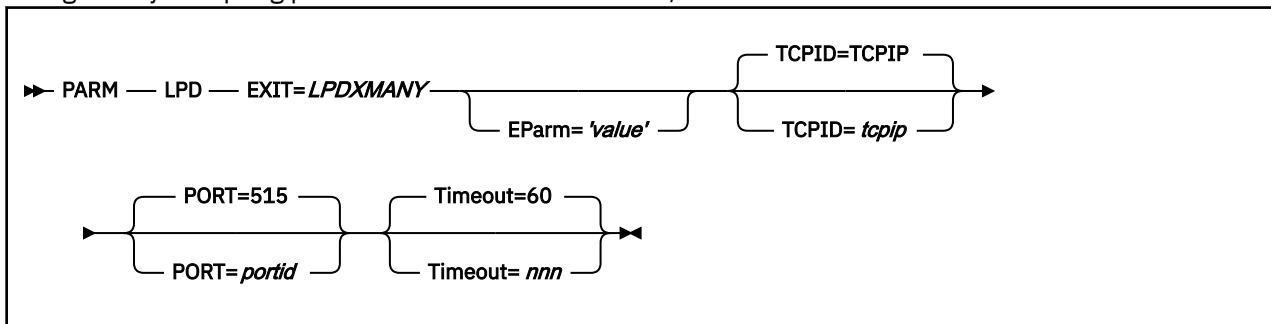 TCPID=TCPIP
PARM LPD EXIT=LPDXMANY
EParm= 'value' TCPID= tcpip
PORT=515 Timeout=60
PORT= portid Timeout= nnn